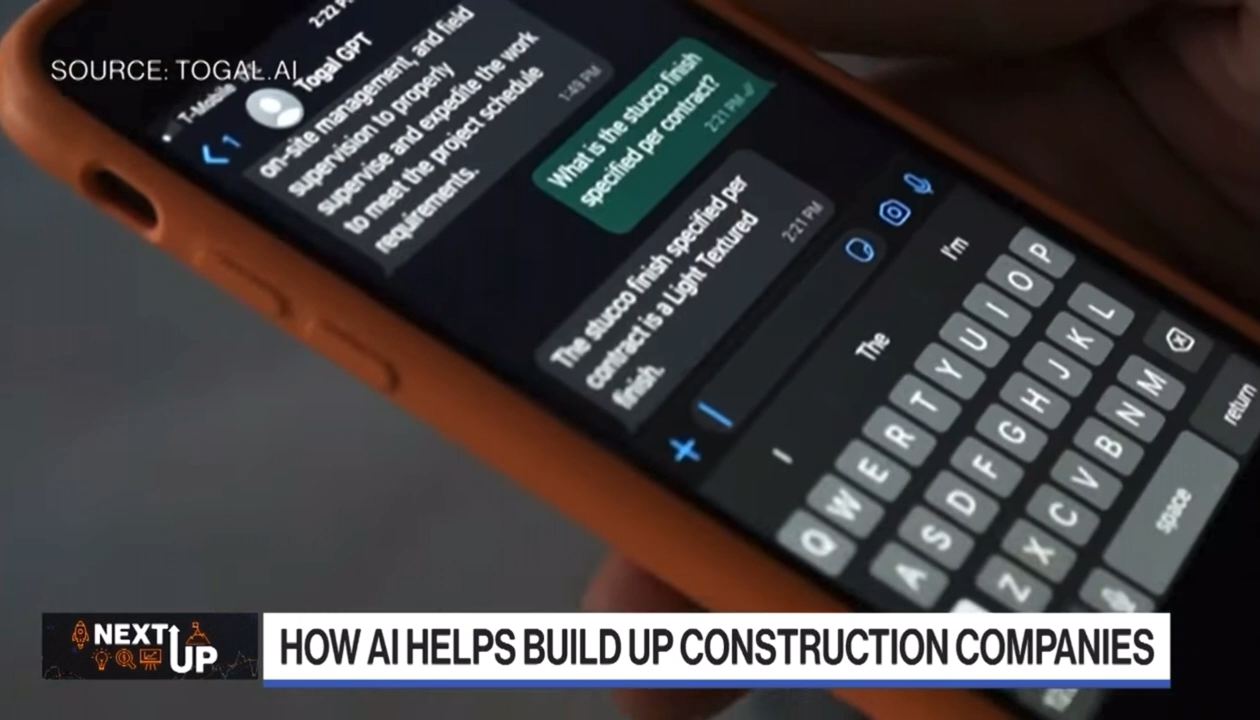 SOURCE: TOGAL.AI
2:22 P
T-Mobile
1
Togal GPT
on-site management, and field
supervision to properly
supervise and expedite the work
to meet the project schedule
requirements.
1:49 PM
What is the stucco finish
specified per contract?
2:21 PM
The stucco finish specified per
contract is a Light Textured
finish.
2:21 PM
I
The
I'm
Q W E R T Y U I O P
A S D F G H J K L
Z X C V B N M
space
return
NEXT
UP
HOW AI HELPS BUILD UP CONSTRUCTION COMPANIES